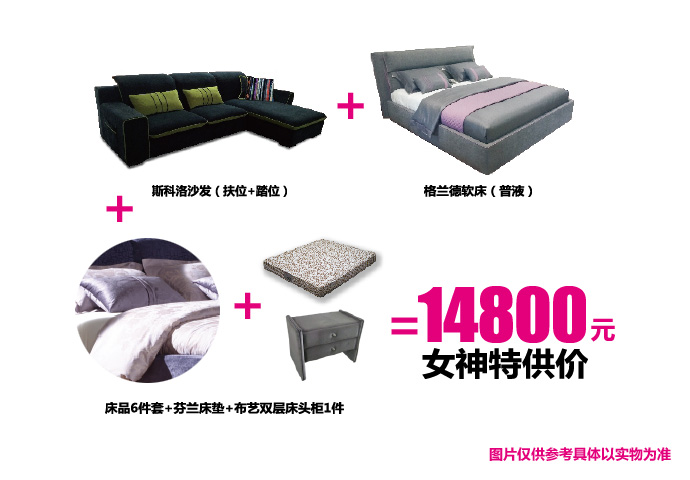 斯科洛沙发（扶位+踏位）
格兰德软床（普液）
床品6件套+芬兰床垫+布艺双层床头柜1件
=14800元
女神特供价
图片仅供参考具体以实物为准